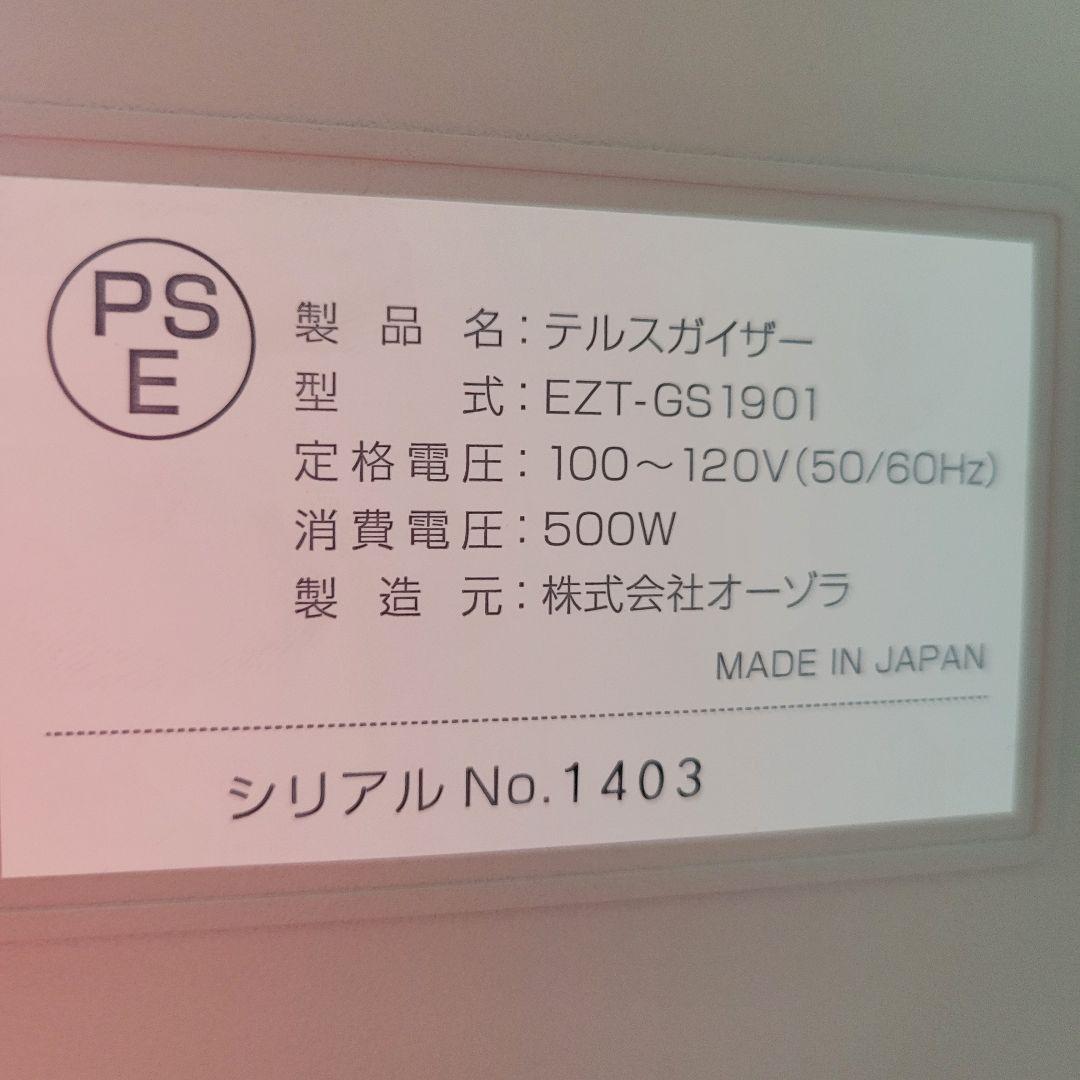 PS
E
製品名：テルスガイザー
型式：EZT-GS1901
定格電圧：100～120V(50/60Hz)
消費電圧：500W
製造元：株式会社オーゾラ
MADE IN JAPAN
シリアルNo.1403